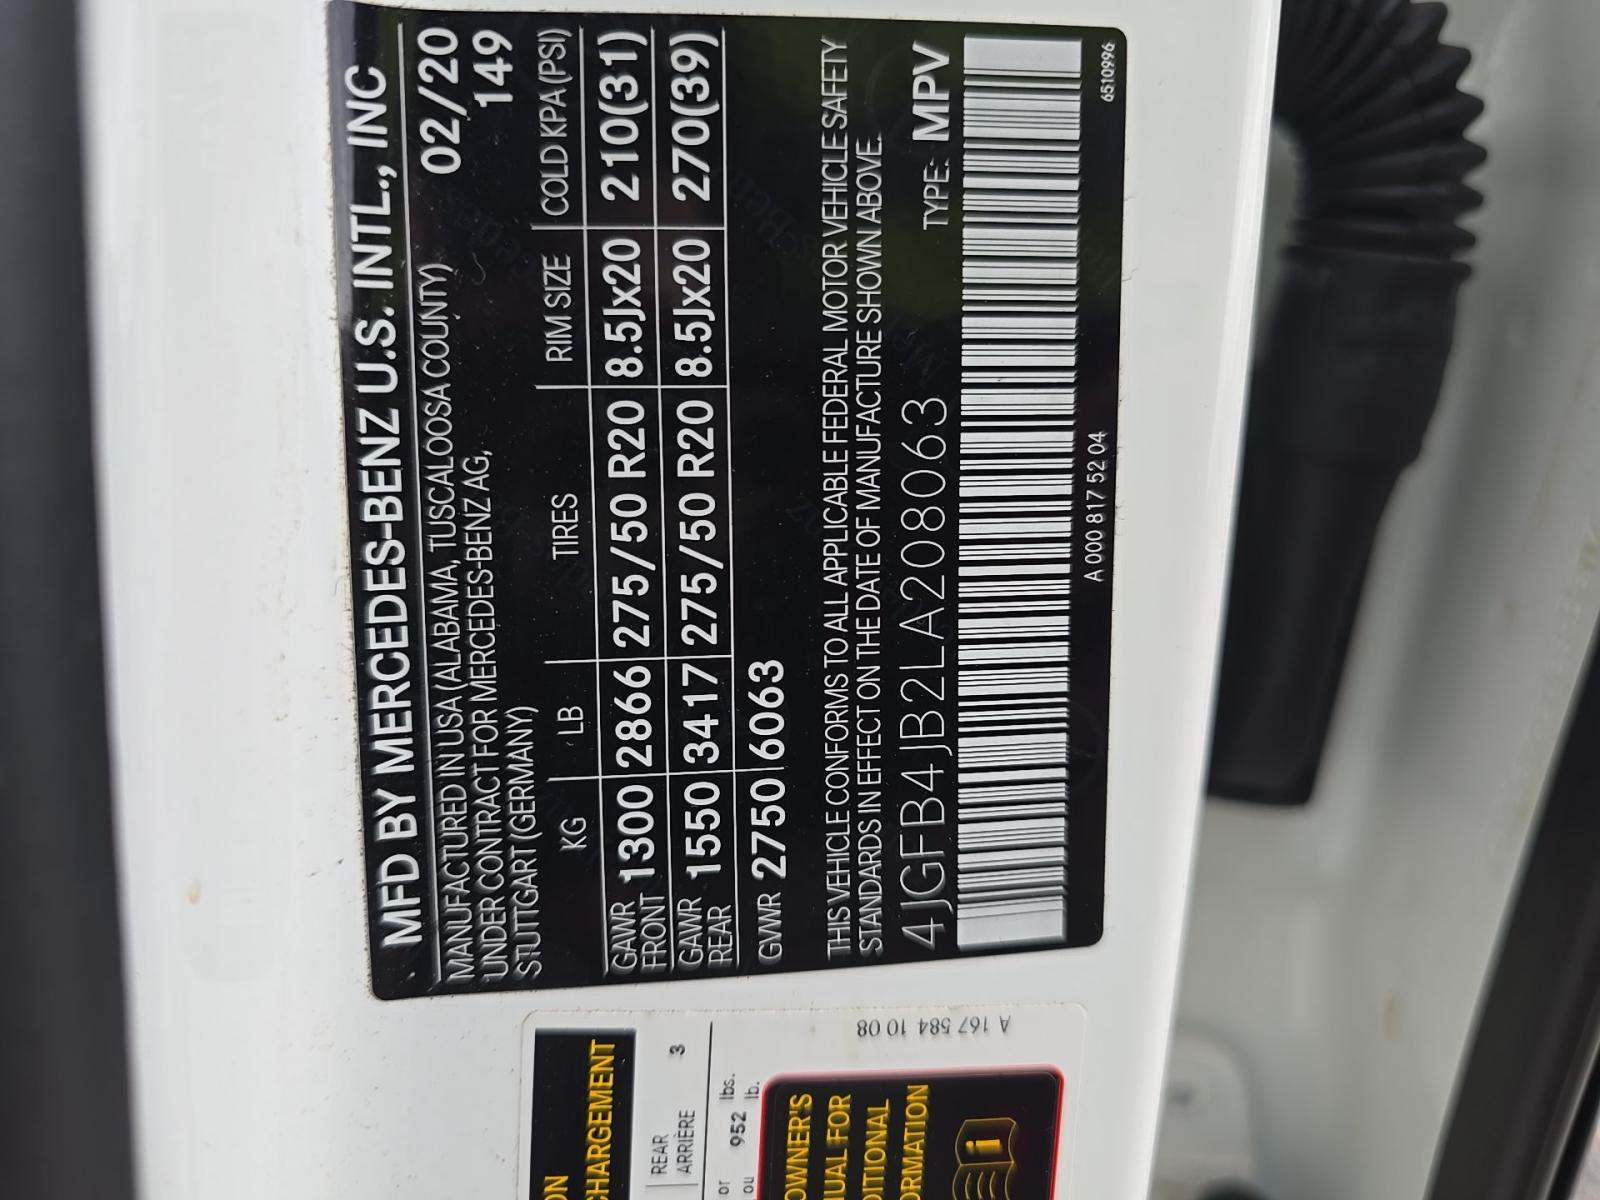 MFD BY MERCEDES-BENZ U.S. INTL., INC
MANUFACTURED IN USA (ALABAMA, TUSCALOOSA COUNTY) 02/20
UNDER CONTRACT FOR MERCEDES-BENZ AG, 149
STUTTGART (GERMANY)
KG LB TIRES RIM SIZE COLD KPA (PSI)
GAWR FRONT 1300 2866 275/50 R20 8.5Jx20 210(31)
GAWR REAR 1550 3417 275/50 R20 8.5Jx20 270(39)
GVWR 2750 6063
THIS VEHICLE CONFORMS TO ALL APPLICABLE FEDERAL MOTOR VEHICLE SAFETY
STANDARDS IN EFFECT ON THE DATE OF MANUFACTURE SHOWN ABOVE.
4JGFB4JB2LA208063 TYPE: MPV
A 000 817 52 04
6510996
CHARGEMENT
REAR
ARRIÈRE 3
or
ou 952 lbs.
lb.
OWNER'S
FOR
A 167 584 10 08